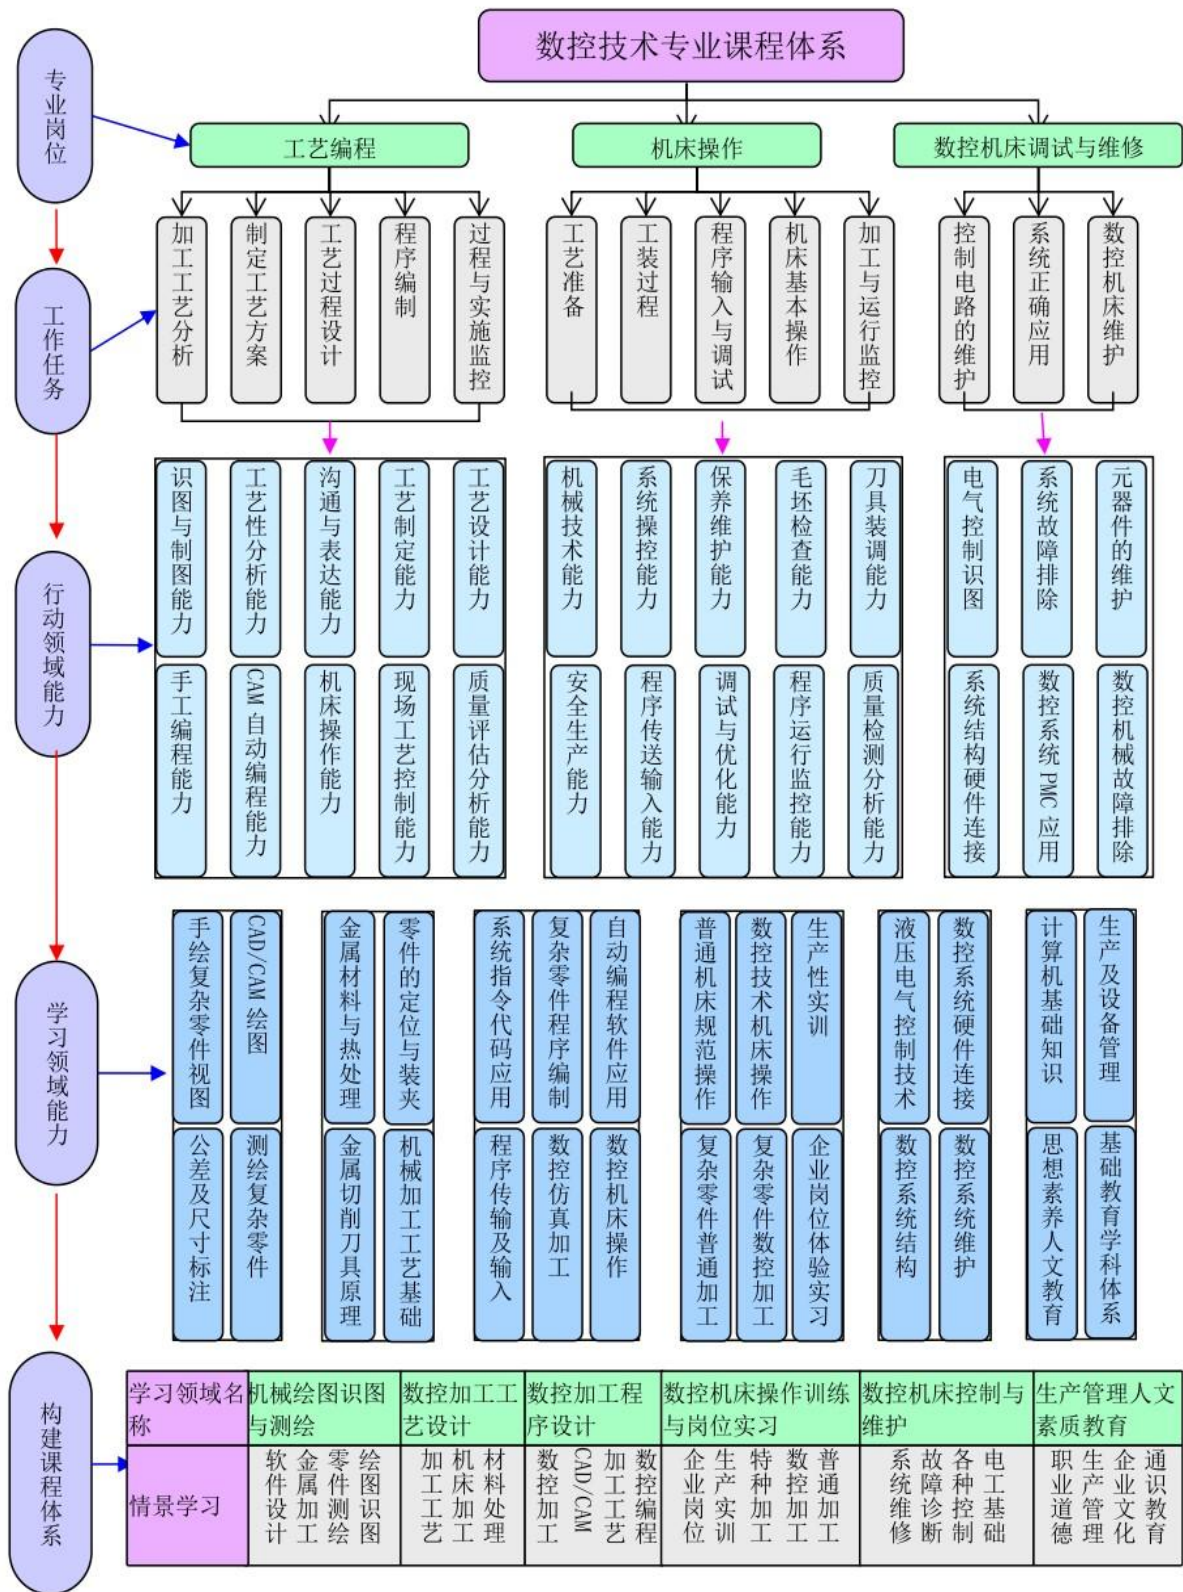 数控技术专业课程体系
专业岗位
工艺编程
机床操作
数控机床调试与维修
工作任务
加工工艺分析
制定工艺方案
工艺过程设计
程序编制
过程与实施监控
工艺准备
工装过程
程序输入与调试
机床基本操作
加工与运行监控
控制电路的维护
系统正确应用
数控机床维护
行动领域能力
识图与制图能力
工艺性分析能力
沟通与表达能力
工艺制定能力
工艺设计能力
机械技术能力
系统操控能力
保养维护能力
毛坯检查能力
刀具装调能力
电气控制识图
系统故障排除
元器件的维护
手工编程能力
CAM 自动编程能力
机床操作能力
现场工艺控制能力
质量评估分析能力
安全生产能力
程序传送输入能力
调试与优化能力
程序运行监控能力
质量检测分析能力
系统结构硬件连接
数控系统 PMC 应用
数控机械故障排除
学习领域能力
手绘复杂零件视图
CAD/CAM 绘图
金属材料与热处理
零件的定位与装夹
系统指令代码应用
复杂零件程序编制
自动编程软件应用
普通机床规范操作
数控技术机床操作
生产性实训
液压电气控制技术
数控系统硬件连接
计算机基础知识
生产及设备管理
公差及尺寸标注
测绘复杂零件
金属切削刀具原理
机械加工工艺基础
程序传输及输入
数控仿真加工
数控机床操作
复杂零件普通加工
复杂零件数控加工
企业岗位体验实习
数控系统结构
数控系统维护
思想素养人文教育
基础教育学科体系
构建课程体系
学习领域名
称
机械绘图识图
与测绘
数控加工工
艺设计
数控加工程
序设计
数控机床操作训练
与岗位实习
数控机床控制与
维护
生产管理人文
素质教育
情景学习
绘图识图
零件测绘
金属加工
软件设计
材料处理
机床加工
加工工艺
数控编程
加工工艺
CAD/CAM
数控加工
普通加工
数控加工
特种加工
生产实训
企业岗位
电工基础
各种控制
故障诊断
系统维修
通识教育
企业文化
生产管理
职业道德